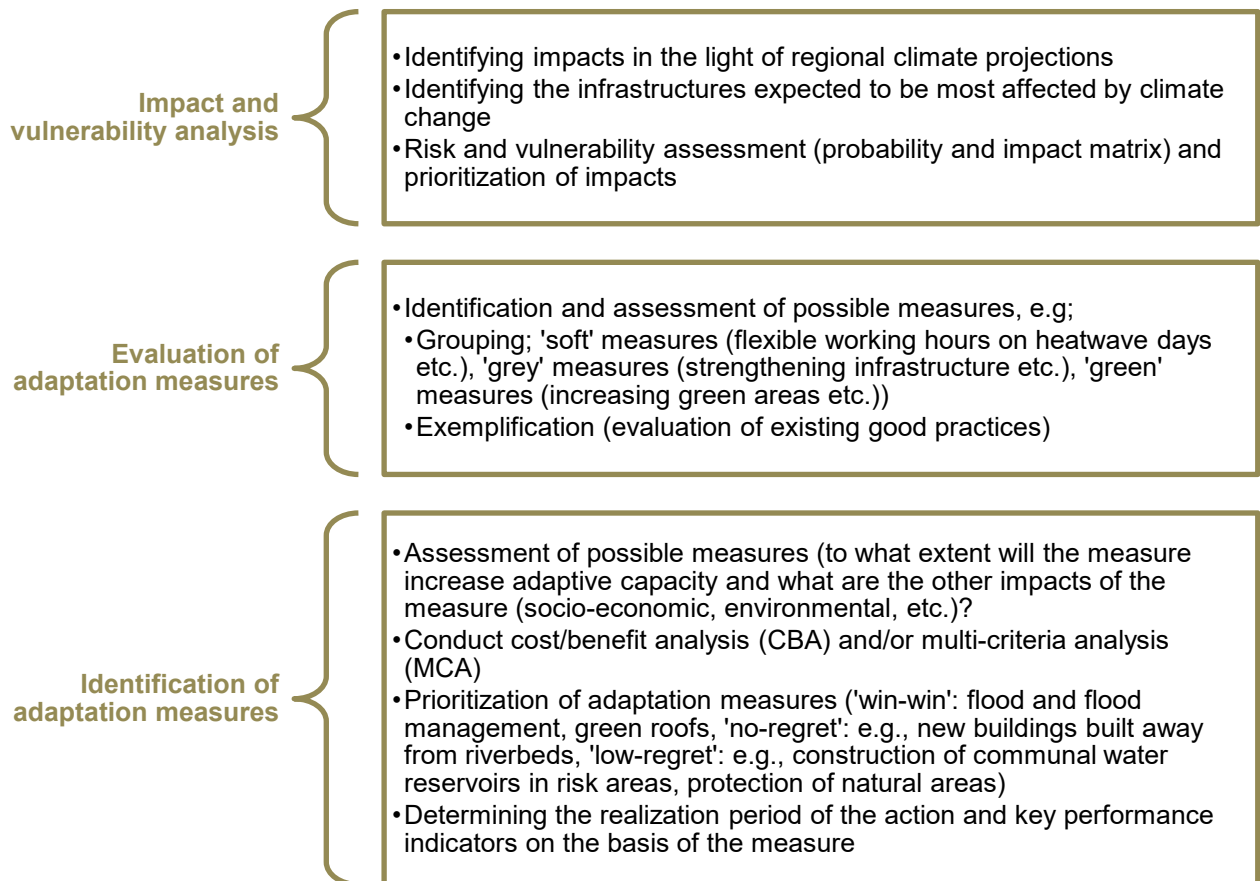 Impact and
vulnerability analysis
•Identifying impacts in the light of regional climate projections
•Identifying the infrastructures expected to be most affected by climate
change
•Risk and vulnerability assessment (probability and impact matrix) and
prioritization of impacts
Evaluation of
adaptation measures
•Identification and assessment of possible measures, e.g;
•Grouping; 'soft' measures (flexible working hours on heatwave days
etc.), 'grey' measures (strengthening infrastructure etc.), 'green'
measures (increasing green areas etc.))
•Exemplification (evaluation of existing good practices)
Identification of
adaptation measures
•Assessment of possible measures (to what extent will the measure
increase adaptive capacity and what are the other impacts of the
measure (socio-economic, environmental, etc.)?
•Conduct cost/benefit analysis (CBA) and/or multi-criteria analysis
(MCA)
•Prioritization of adaptation measures ('win-win': flood and flood
management, green roofs, 'no-regret': e.g., new buildings built away
from riverbeds, 'low-regret': e.g., construction of communal water
reservoirs in risk areas, protection of natural areas)
•Determining the realization period of the action and key performance
indicators on the basis of the measure